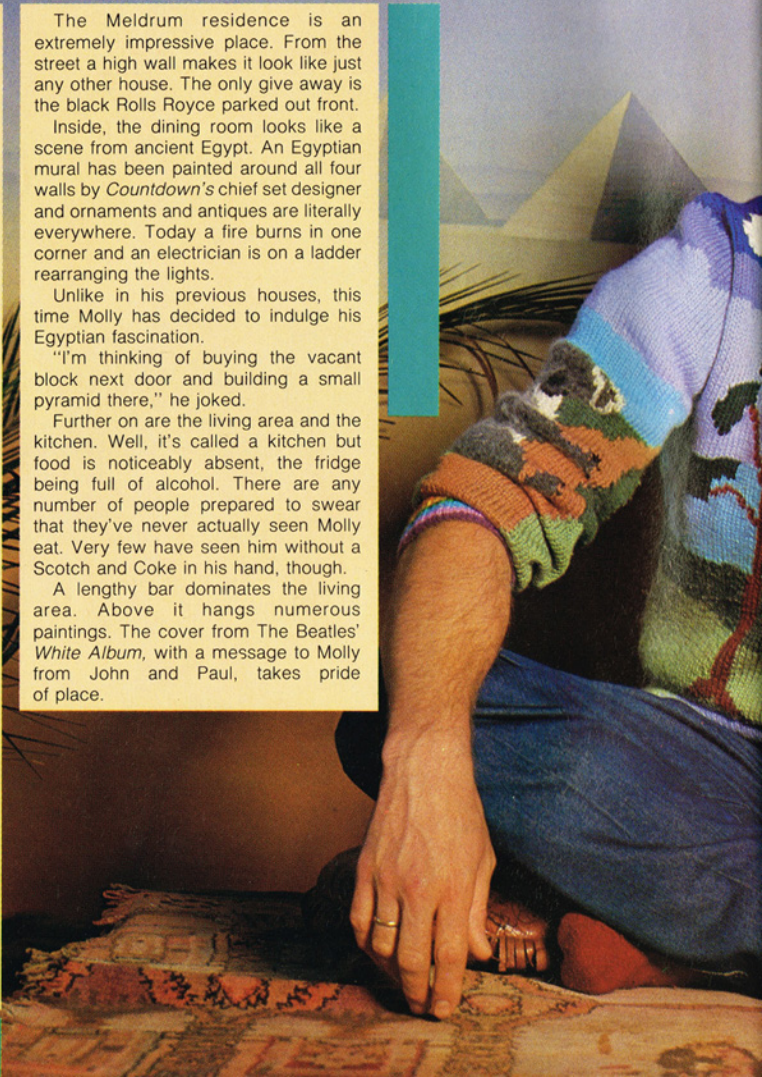 The Meldrum residence is an
extremely impressive place. From the
street a high wall makes it look like just
any other house. The only give away is
the black Rolls Royce parked out front.
Inside, the dining room looks like a
scene from ancient Egypt. An Egyptian
mural has been painted around all four
walls by Countdown's chief set designer
and ornaments and antiques are literally
everywhere. Today a fire burns in one
corner and an electrician is on a ladder
rearranging the lights.
Unlike in his previous houses, this
time Molly has decided to indulge his
Egyptian fascination.
"I'm thinking of buying the vacant
block next door and building a small
pyramid there," he joked.
Further on are the living area and the
kitchen. Well, it's called a kitchen but
food is noticeably absent, the fridge
being full of alcohol. There are any
number of people prepared to swear
that they've never actually seen Molly
eat. Very few have seen him without a
Scotch and Coke in his hand, though.
A lengthy bar dominates the living
area. Above it hangs numerous
paintings. The cover from The Beatles'
White Album, with a message to Molly
from John and Paul, takes pride
of place.